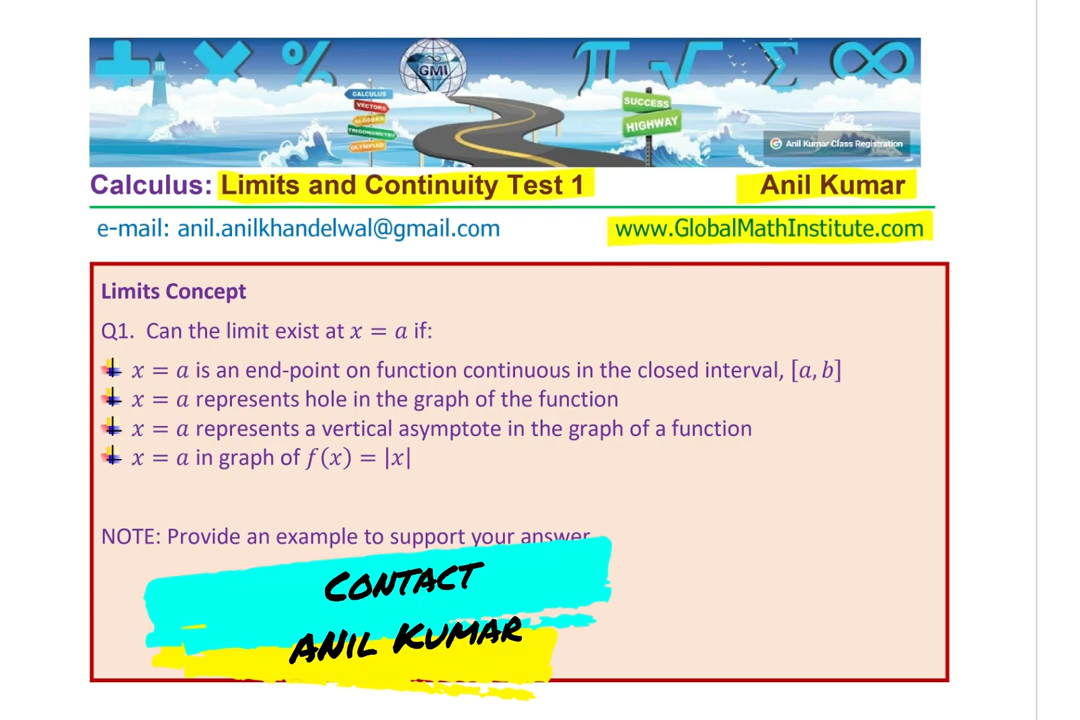 GMI
CALCULUS
VECTORS
ALGEBRA
TRIGONOMETRY
OLYMPIAD
SUCCESS
HIGHWAY
Anil Kumar Class Registration
Calculus: Limits and Continuity Test 1 Anil Kumar
e-mail: anil.anilkhandelwal@gmail.com www.GlobalMathInstitute.com
Limits Concept
Q1. Can the limit exist at x = a if:
x = a is an end-point on function continuous in the closed interval, [a, b]
x = a represents hole in the graph of the function
x = a represents a vertical asymptote in the graph of a function
x = a in graph of f(x) = |x|
NOTE: Provide an example to support your answer
CONTACT
ANIL KUMAR